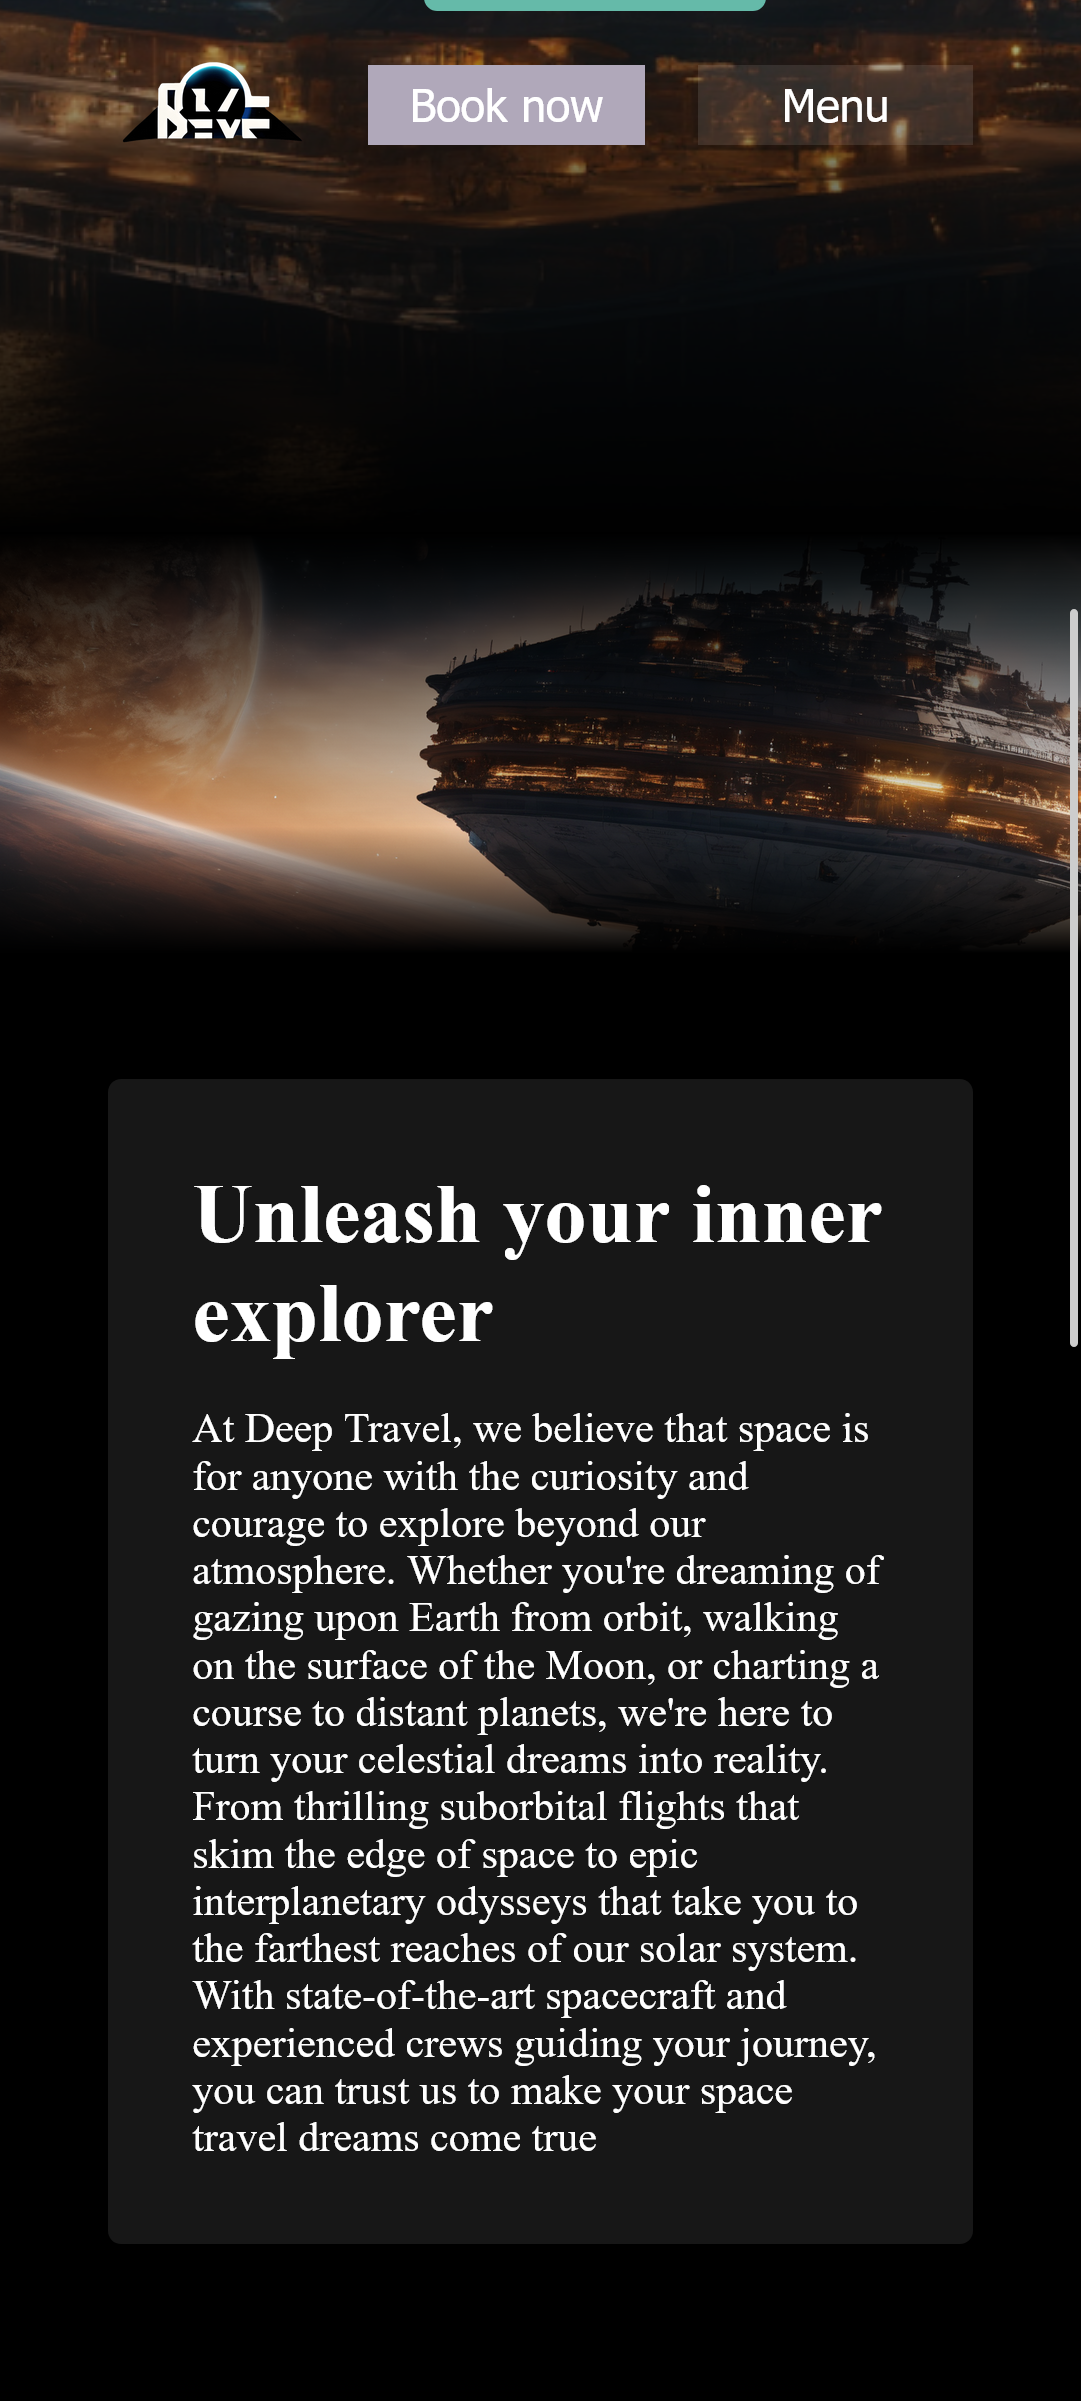 Book now
Menu
Unleash your inner
explorer
At Deep Travel, we believe that space is
for anyone with the curiosity and
courage to explore beyond our
atmosphere. Whether you're dreaming of
gazing upon Earth from orbit, walking
on the surface of the Moon, or charting a
course to distant planets, we're here to
turn your celestial dreams into reality.
From thrilling suborbital flights that
skim the edge of space to epic
interplanetary odysseys that take you to
the farthest reaches of our solar system.
With state-of-the-art spacecraft and
experienced crews guiding your journey,
you can trust us to make your space
travel dreams come true